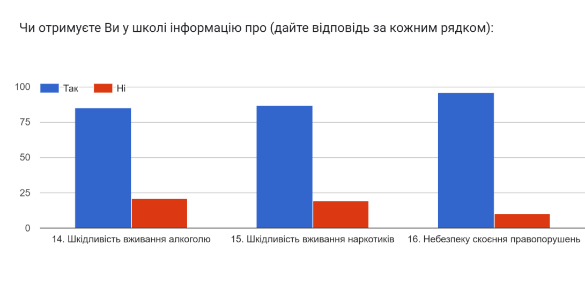 Чи отримуєте Ви у школі інформацію про (дайте відповідь за кожним рядком):
100
Так
Ні
75
50
25
0
14. Шкідливість вживання алкоголю
15. Шкідливість вживання наркотиків
16. Небезпеку скоєння правопорушень